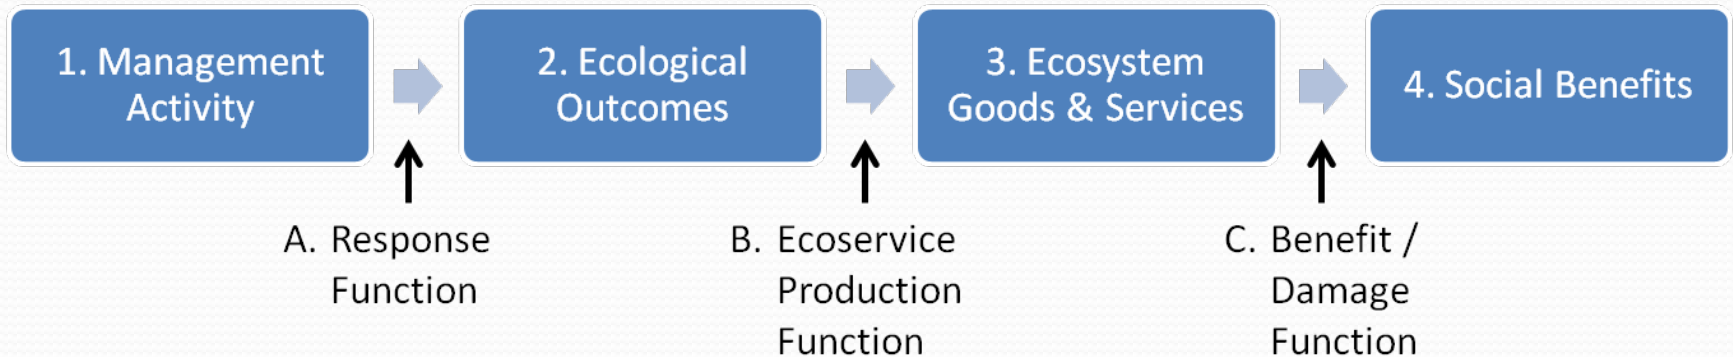 1. Management
Activity
2. Ecological
Outcomes
3. Ecosystem
Goods & Services
4. Social Benefits
A. Response
Function
B. Ecoservice
Production
Function
C. Benefit /
Damage
Function